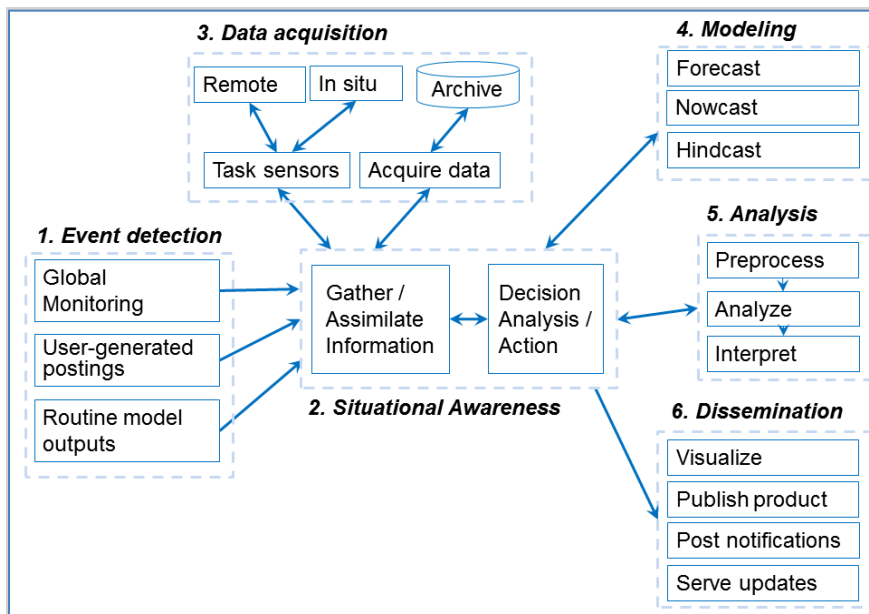 3. Data acquisition
Remote
In situ
Archive
Task sensors
Acquire data
4. Modeling
Forecast
Nowcast
Hindcast
1. Event detection
Global
Monitoring
User-generated
postings
Routine model
outputs
Gather /
Assimilate
Information
Decision
Analysis /
Action
2. Situational Awareness
5. Analysis
Preprocess
Analyze
Interpret
6. Dissemination
Visualize
Publish product
Post notifications
Serve updates